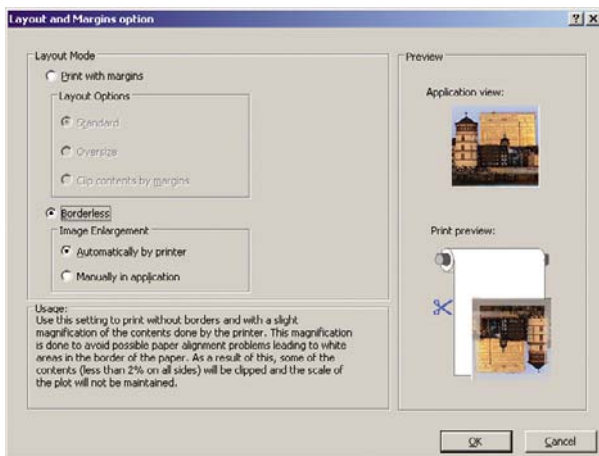 Layout and Margins option
Layout Mode
Print with margins
Layout Options
Standard
Oversize
Clip contents by margins
Borderless
Image Enlargement
Automatically by printer
Manually in application
Usage:
Use this setting to print without borders and with a slight
magnification of the contents done by the printer. This magnification
is done to avoid possible paper alignment problems leading to white
areas in the border of the paper. As a result of this, some of the
contents (less than 2% on all sides) will be clipped and the scale of
the plot will not be maintained.
Preview
Application view:
Print preview:
OK
Cancel